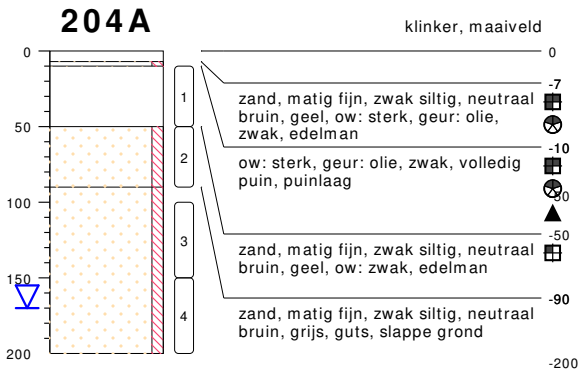 204A
klinker, maaiveld
0
0
-7
zand, matig fijn, zwak siltig, neutraal
bruin, geel, ow: sterk, geur: olie,
zwak, edelman
1
50
-10
ow: sterk, geur: olie, zwak, volledig
puin, puinlaag
2
50
100
-50
zand, matig fijn, zwak siltig, neutraal
bruin, geel, ow: zwak, edelman
3
150
-90
zand, matig fijn, zwak siltig, neutraal
bruin, grijs, guts, slappe grond
4
200
-200